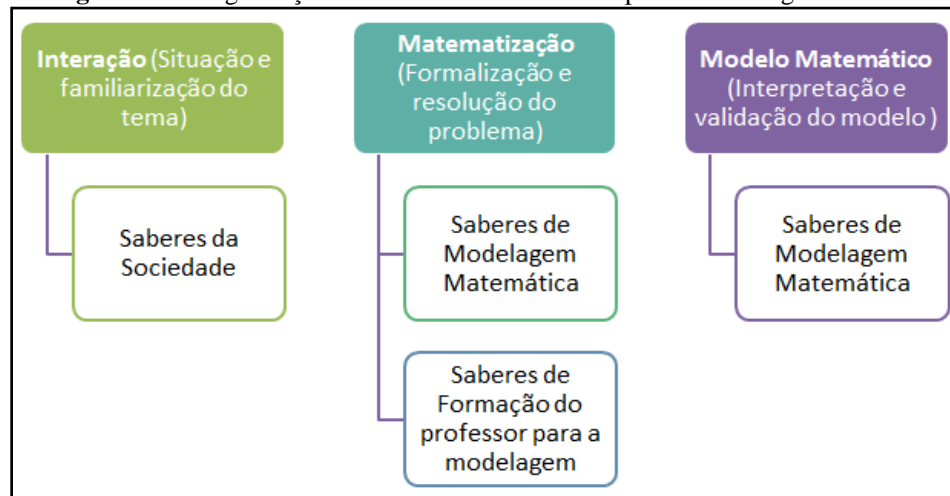 Interação (Situação e
familiarização do
tema)
Saberes da
Sociedade
Matematização
(Formalização e
resolução do
problema)
Saberes de
Modelagem
Matemática
Saberes de
Formação do
professor para a
modelagem
Modelo Matemático
(Interpretação e
validação do modelo )
Saberes de
Modelagem
Matemática